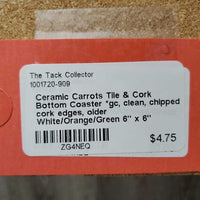 The Tack Collector
1001720-909
Ceramic Carrots Tile & Cork
Bottom Coaster *gc, clean, chipped
cork edges, older
White/Orange/Green 6" x 6"
$4.75
ZG4NEQ